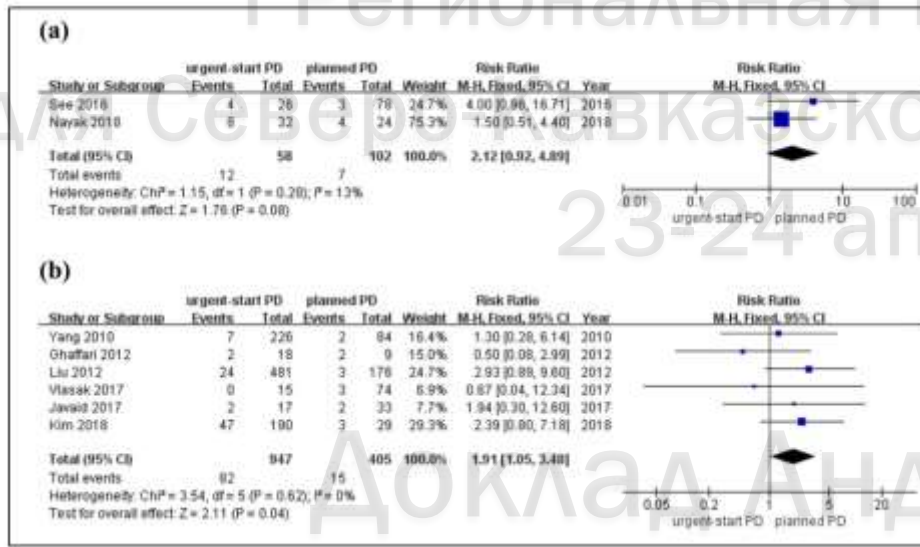 1 Региональная
(a)
urgent-start PD planned PD Risk Ratio Risk Ratio
Study or Subgroup Events Total Events Total Weight M-H, Fixed, 95% CI Year M-H, Fixed, 95% CI
See 2016 4 26 3 78 24.7% 4.00 [0.96, 16.71] 2016
Nayak 2018 8 32 4 24 75.3% 1.50 [0.51, 4.40] 2018
для Северо-Кавказско
Total (95% CI) 58 102 100.0% 2.12 [0.92, 4.89]
Total events 12 7
Heterogeneity: Chi² = 1.15, df = 1 (P = 0.28); I² = 13%
Test for overall effect: Z = 1.76 (P = 0.08)
0.01 0.1 1 10 100
urgent-start PD planned PD
23-24 ап
(b)
urgent-start PD planned PD Risk Ratio Risk Ratio
Study or Subgroup Events Total Events Total Weight M-H, Fixed, 95% CI Year M-H, Fixed, 95% CI
Yang 2010 7 226 2 84 16.4% 1.30 [0.28, 6.14] 2010
Ghaffari 2012 2 18 2 9 15.0% 0.50 [0.08, 2.99] 2012
Liu 2012 24 481 3 176 24.7% 2.93 [0.89, 9.60] 2012
Vlasak 2017 0 15 3 74 6.9% 0.67 [0.04, 12.34] 2017
Javaid 2017 2 17 2 33 7.7% 1.94 [0.30, 12.60] 2017
Kim 2018 47 190 3 29 29.3% 2.39 [0.80, 7.18] 2018
Total (95% CI) 947 405 100.0% 1.91 [1.05, 3.48]
Total events 82 15
Heterogeneity: Chi² = 3.54, df = 5 (P = 0.62); I² = 0%
Test for overall effect: Z = 2.11 (P = 0.04)
0.05 0.2 1 5 20
urgent-start PD planned PD
Доклад Анд